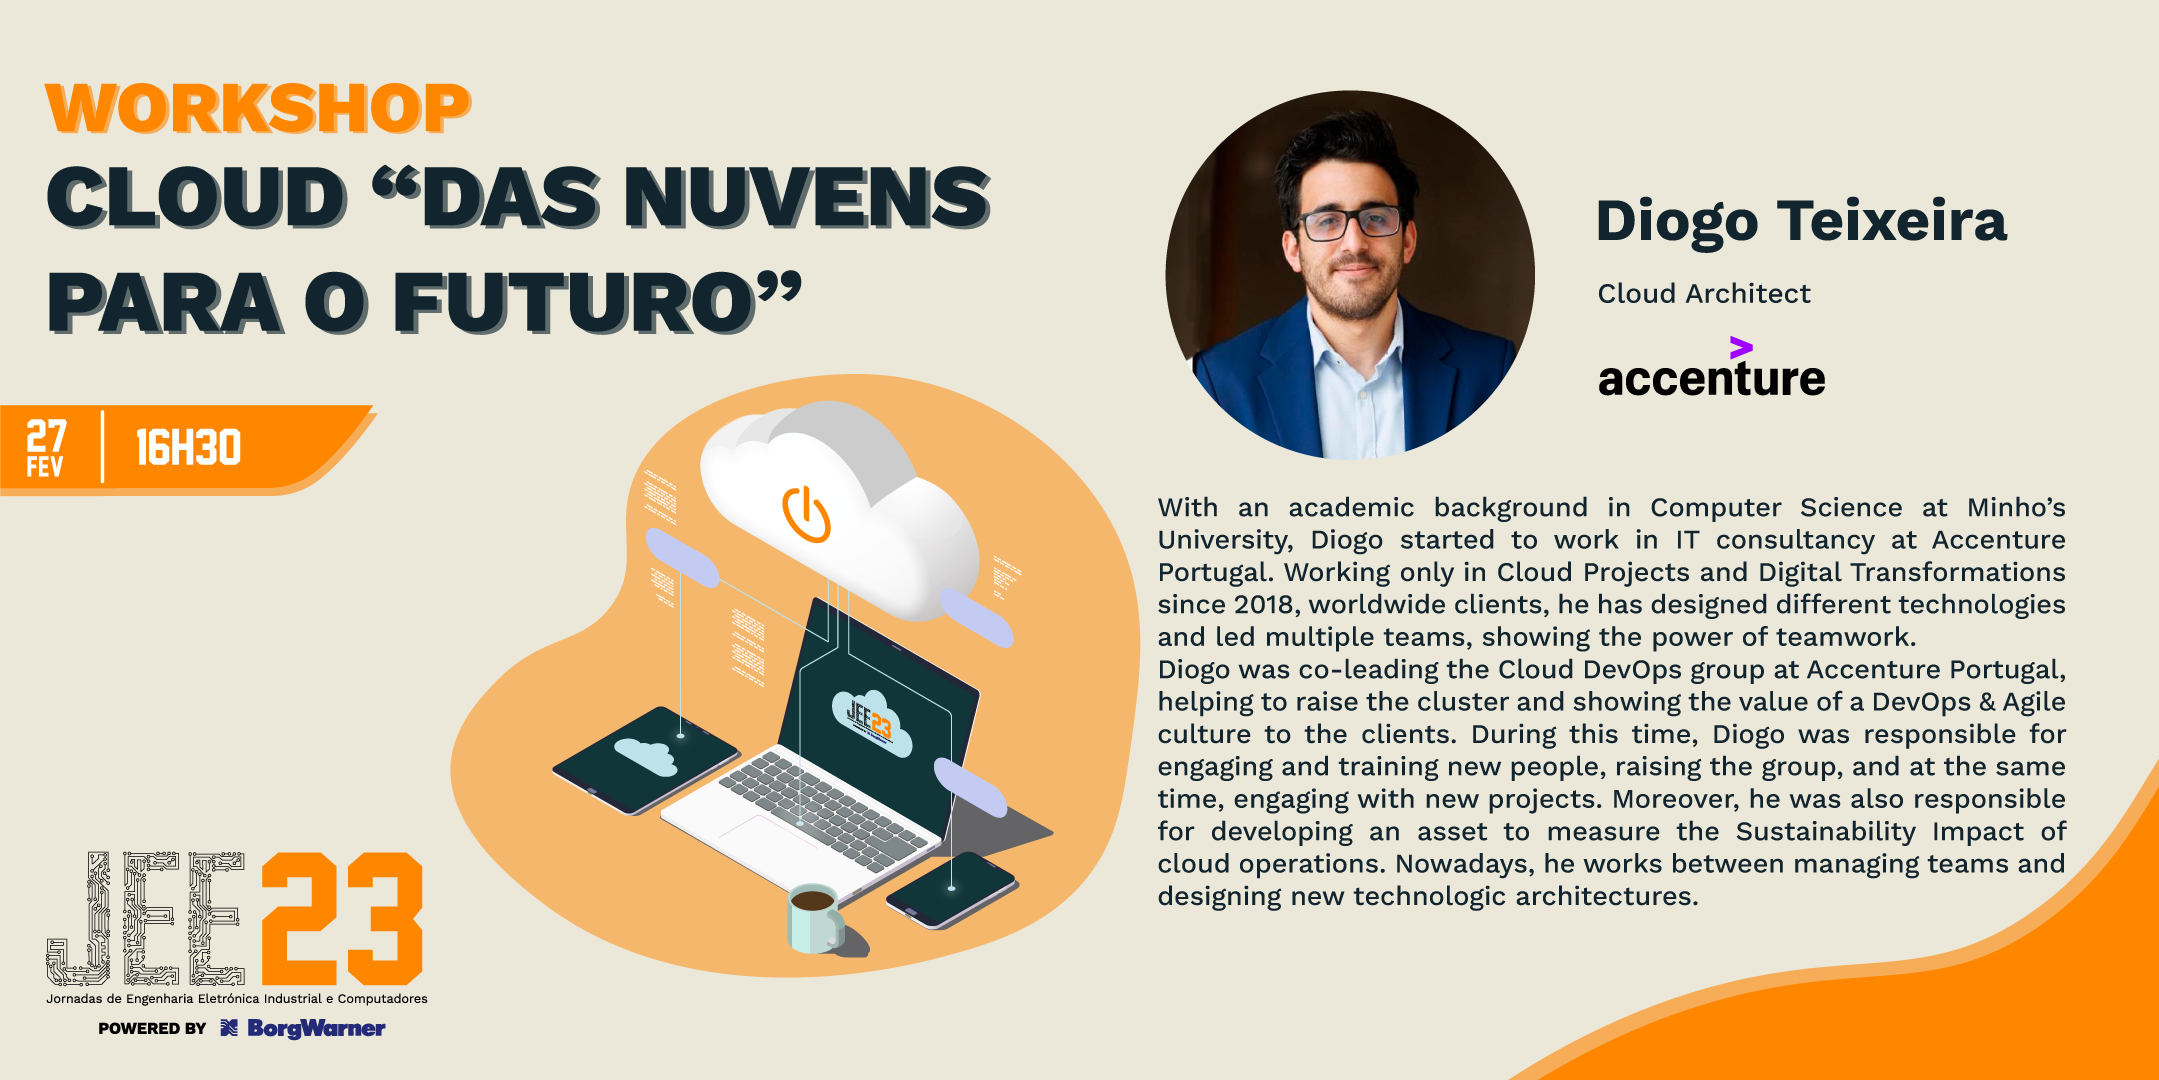 WORKSHOP
CLOUD “DAS NUVENS
PARA O FUTURO”
27
FEV
16H30
Diogo Teixeira
Cloud Architect
>
accenture
With an academic background in Computer Science at Minho’s
University, Diogo started to work in IT consultancy at Accenture
Portugal. Working only in Cloud Projects and Digital Transformations
since 2018, worldwide clients, he has designed different technologies
and led multiple teams, showing the power of teamwork.
Diogo was co-leading the Cloud DevOps group at Accenture Portugal,
helping to raise the cluster and showing the value of a DevOps & Agile
culture to the clients. During this time, Diogo was responsible for
engaging and training new people, raising the group, and at the same
time, engaging with new projects. Moreover, he was also responsible
for developing an asset to measure the Sustainability Impact of
cloud operations. Nowadays, he works between managing teams and
designing new technologic architectures.
JEE23
JEE23
Jornadas de Engenharia Eletrónica Industrial e Computadores
POWERED BY BorgWarner